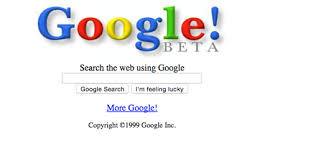 Google!
BETA
Search the web using Google
Google Search I'm feeling lucky
More Google!
Copyright ©1999 Google Inc.